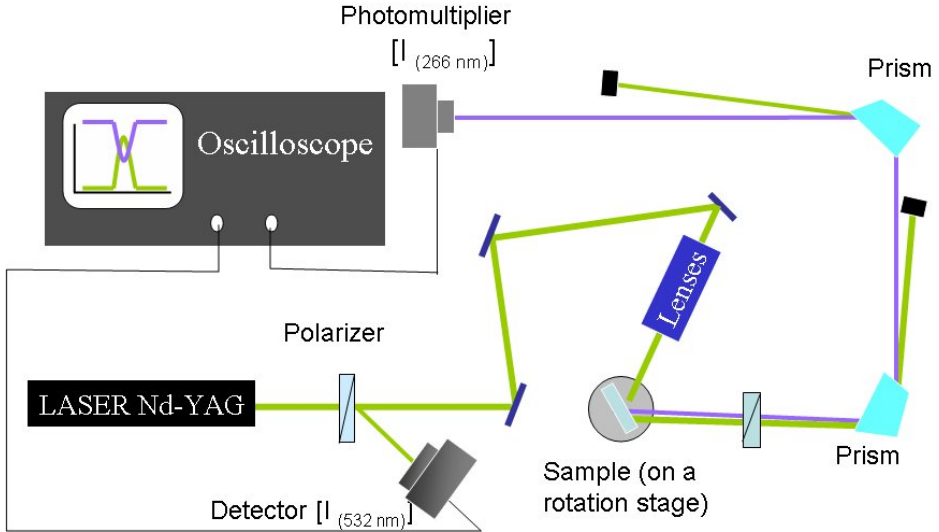 Photomultiplier
[I (266 nm)]
Prism
Oscilloscope
Lenses
Polarizer
LASER Nd-YAG
Sample (on a
rotation stage)
Prism
Detector [I (532 nm)]